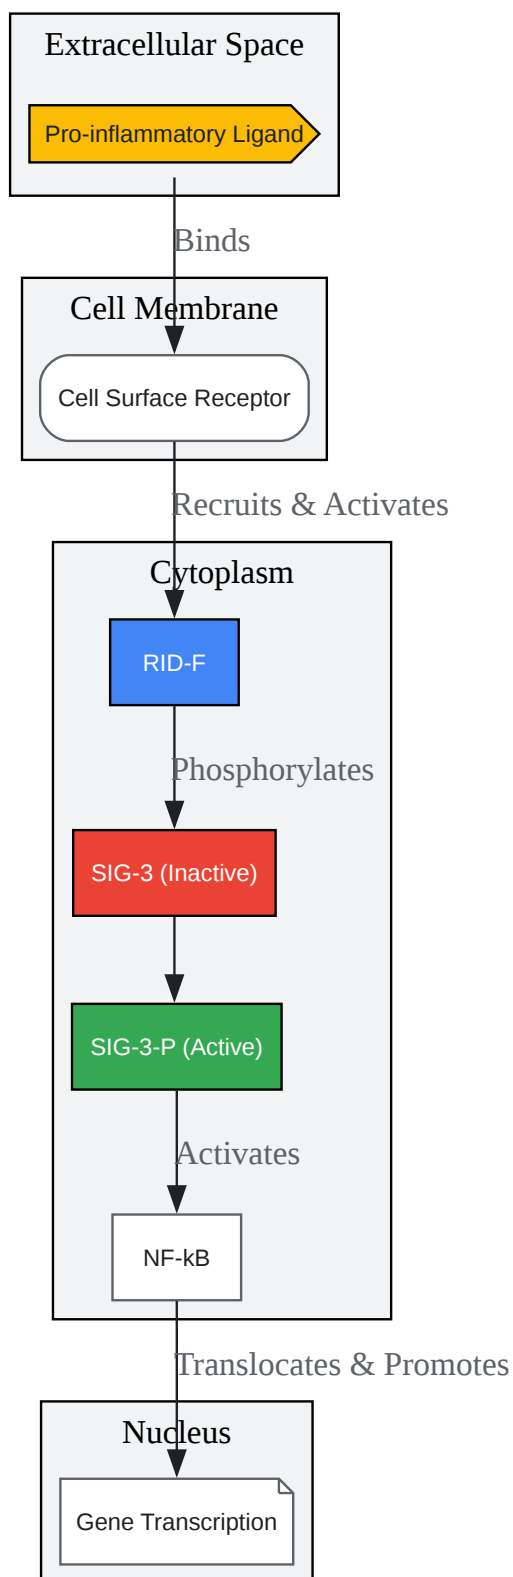 Extracellular Space
Pro-inflammatory Ligand
Binds
Cell Membrane
Cell Surface Receptor
Recruits & Activates
Cytoplasm
RID-F
Phosphorylates
SIG-3 (Inactive)
SIG-3-P (Active)
Activates
NF-kB
Translocates & Promotes
Nucleus
Gene Transcription